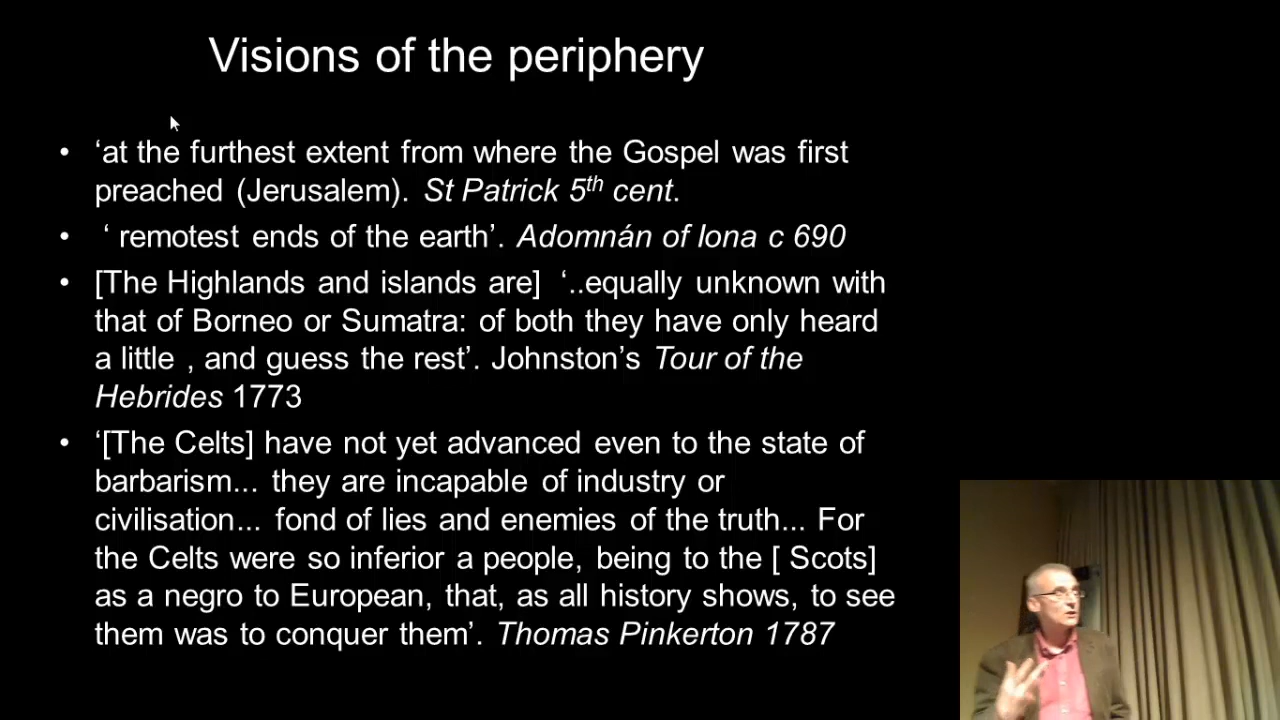 Visions of the periphery
• ‘at the furthest extent from where the Gospel was first
preached (Jerusalem). St Patrick 5th cent.
• ‘ remotest ends of the earth’. Adomnán of Iona c 690
• [The Highlands and islands are] ‘..equally unknown with
that of Borneo or Sumatra: of both they have only heard
a little , and guess the rest’. Johnston’s Tour of the
Hebrides 1773
• ‘[The Celts] have not yet advanced even to the state of
barbarism... they are incapable of industry or
civilisation... fond of lies and enemies of the truth... For
the Celts were so inferior a people, being to the [ Scots]
as a negro to European, that, as all history shows, to see
them was to conquer them’. Thomas Pinkerton 1787